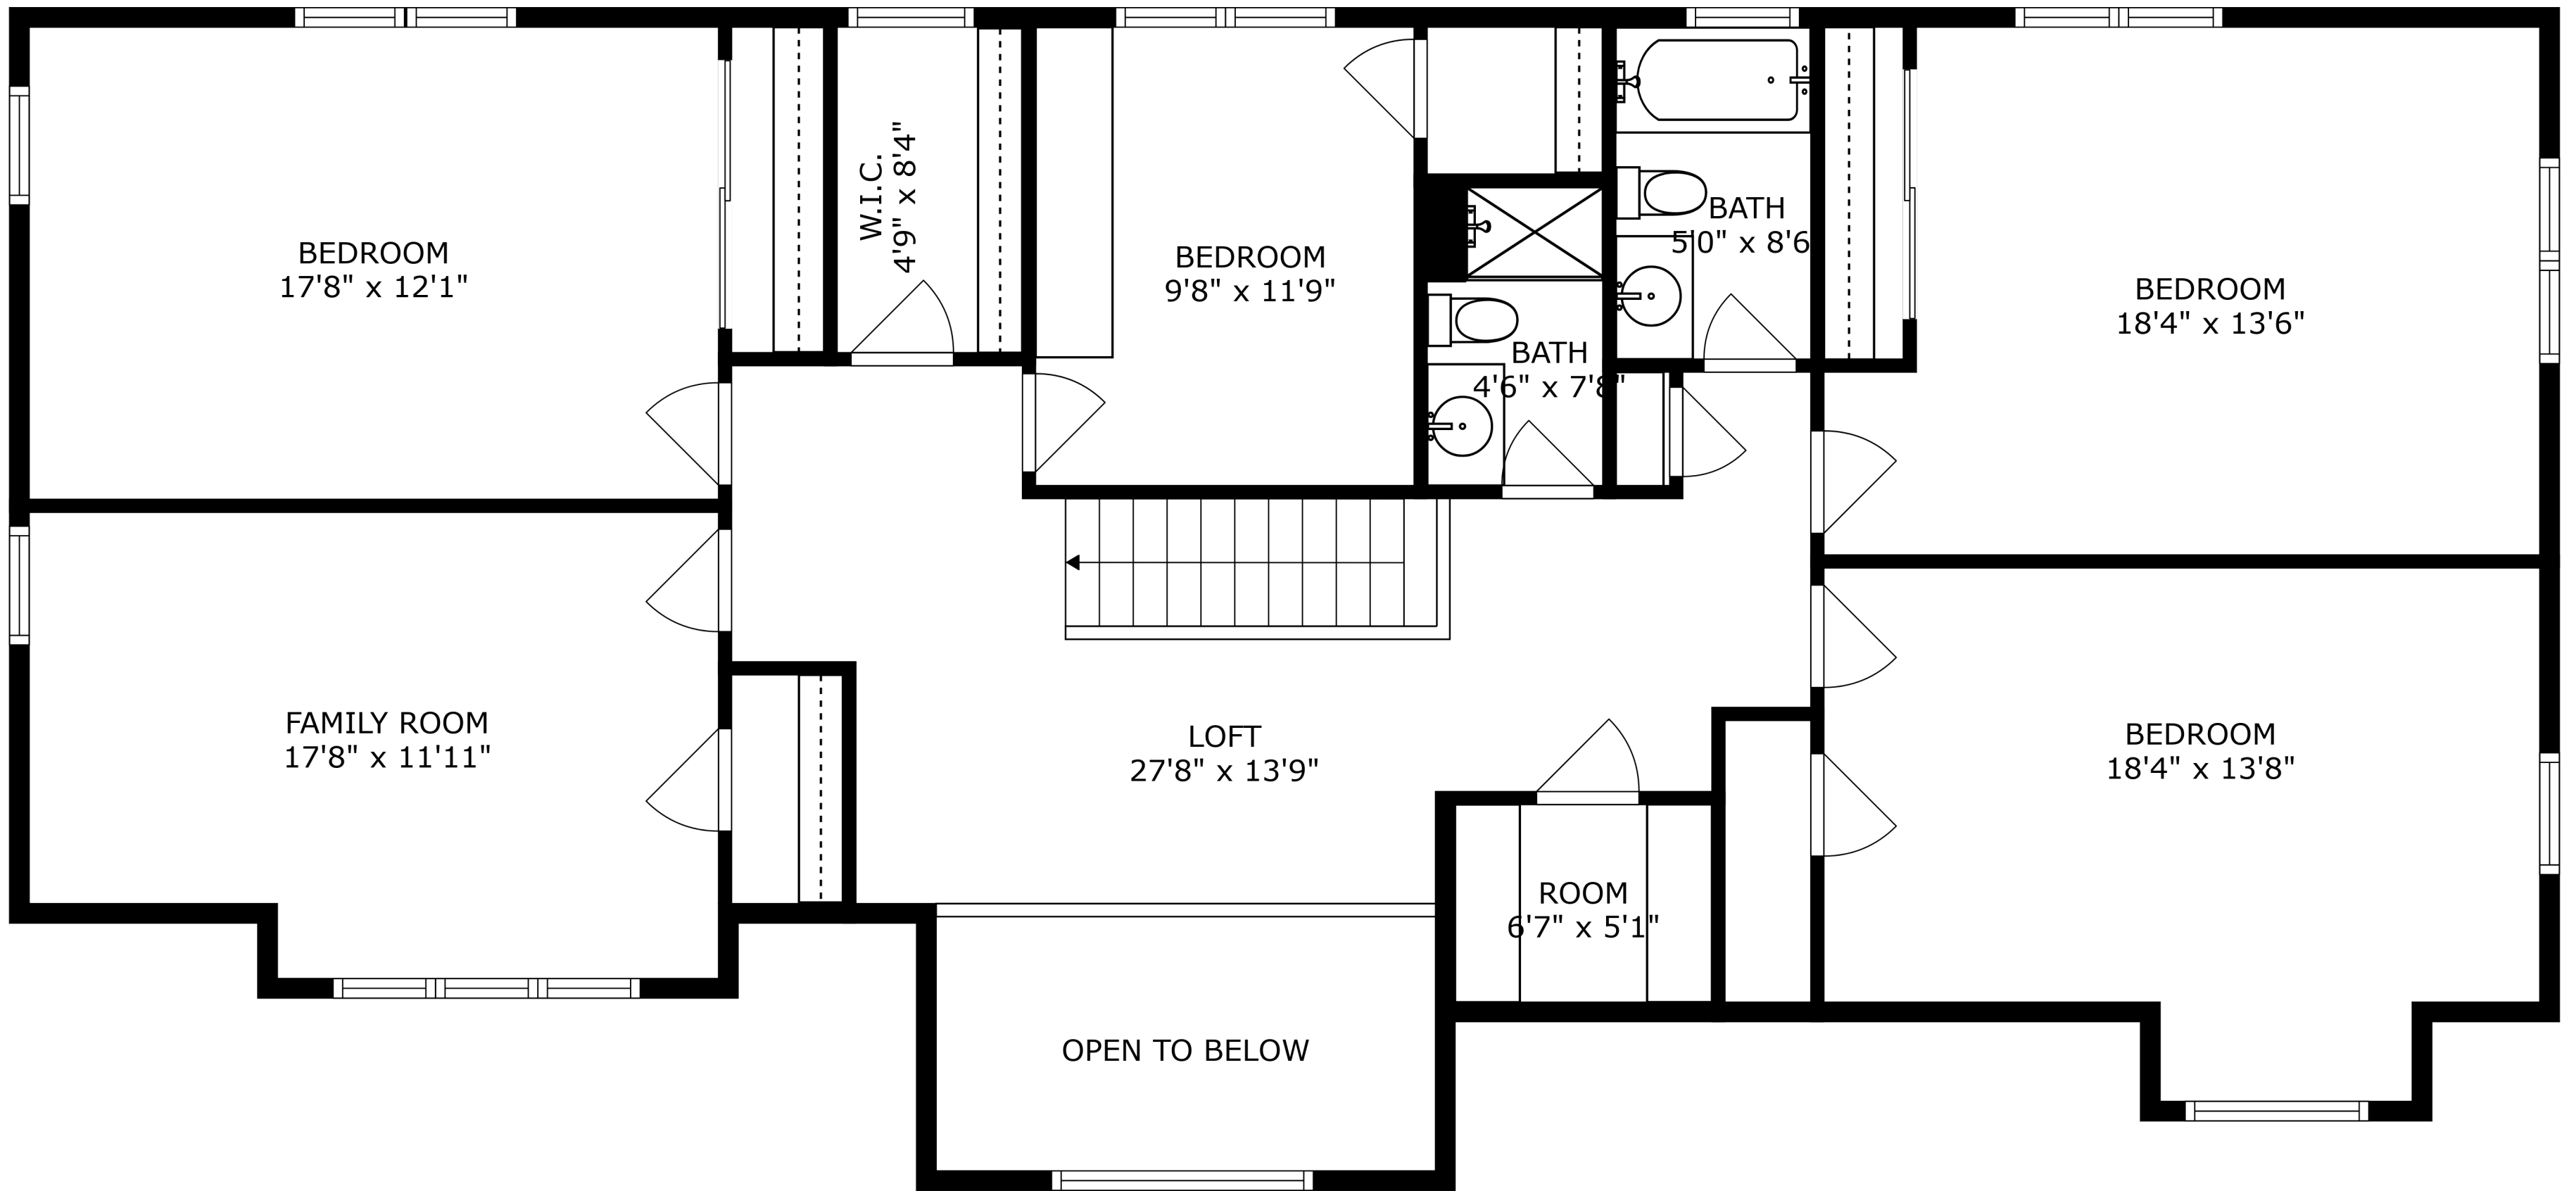 BEDROOM
17'8" x 12'1"
W.I.C.
4'9" x 8'4"
BEDROOM
9'8" x 11'9"
BATH
4'6" x 7'8"
BATH
5'0" x 8'6
BEDROOM
18'4" x 13'6"
FAMILY ROOM
17'8" x 11'11"
LOFT
27'8" x 13'9"
ROOM
6'7" x 5'1"
BEDROOM
18'4" x 13'8"
OPEN TO BELOW